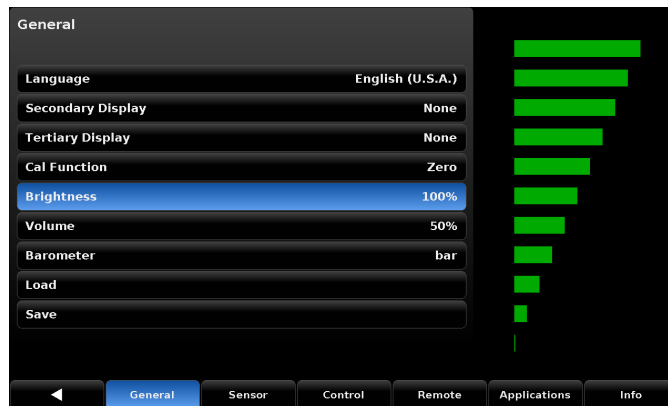 General
Language English (U.S.A.)
Secondary Display None
Tertiary Display None
Cal Function Zero
Brightness 100%
Volume 50%
Barometer bar
Load
Save
General Sensor Control Remote Applications Info